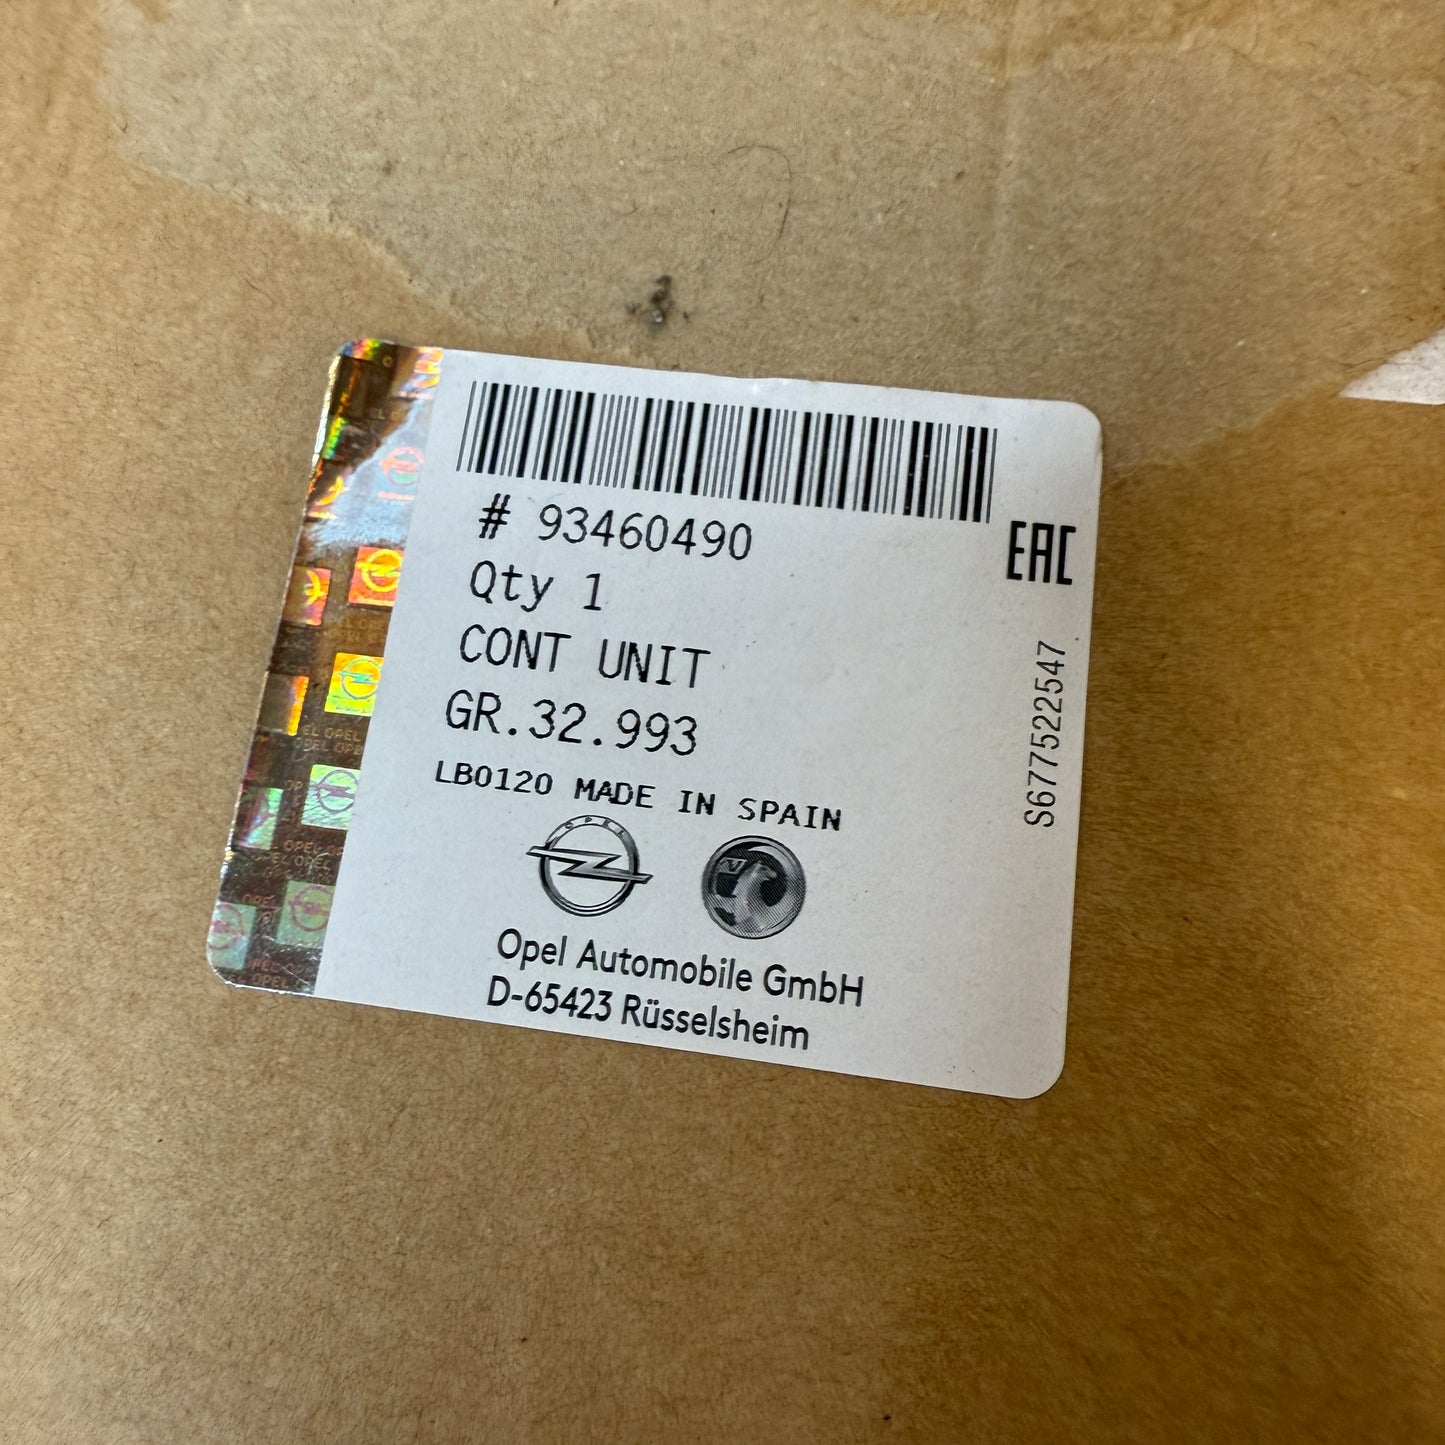 # 93460490
Qty 1
CONT UNIT
GR.32.993
LB0120 MADE IN SPAIN
OPEL
V
Opel Automobile GmbH
D-65423 Rüsselsheim
EAC
S677522547